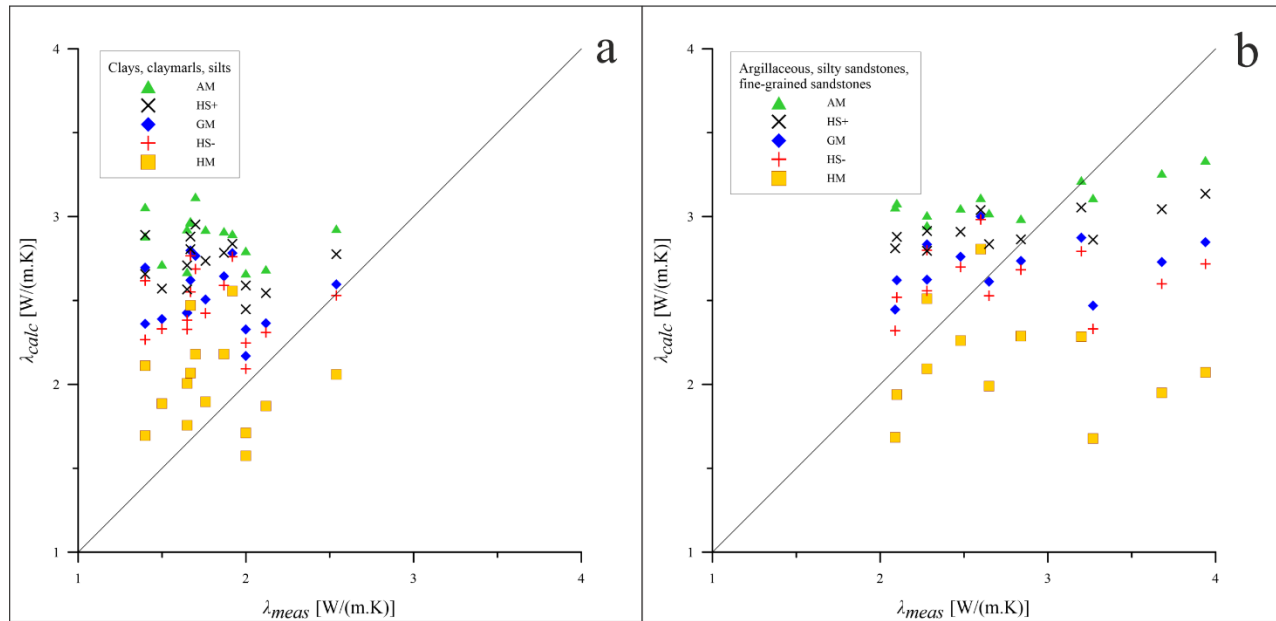 a
Clays, claymarls, silts
AM
HS+
GM
HS-
HM
4
3
2
1
λcalc [W/(m.K)]
1
2
3
4
λmeas [W/(m.K)]
b
Argillaceous, silty sandstones,
fine-grained sandstones
AM
HS+
GM
HS-
HM
4
3
2
1
λcalc [W/(m.K)]
1
2
3
4
λmeas [W/(m.K)]